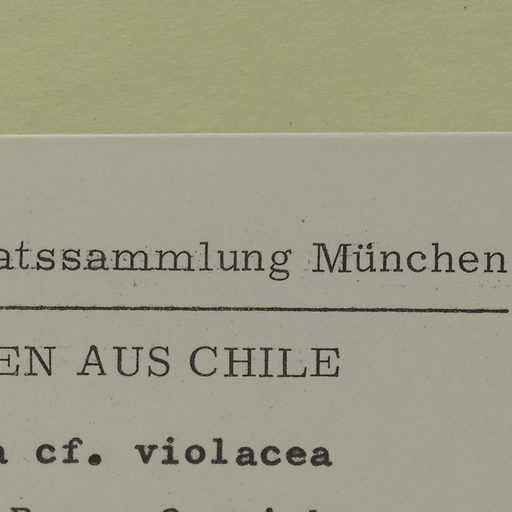 atssammlung München
EN AUS CHILE
a cf. violacea